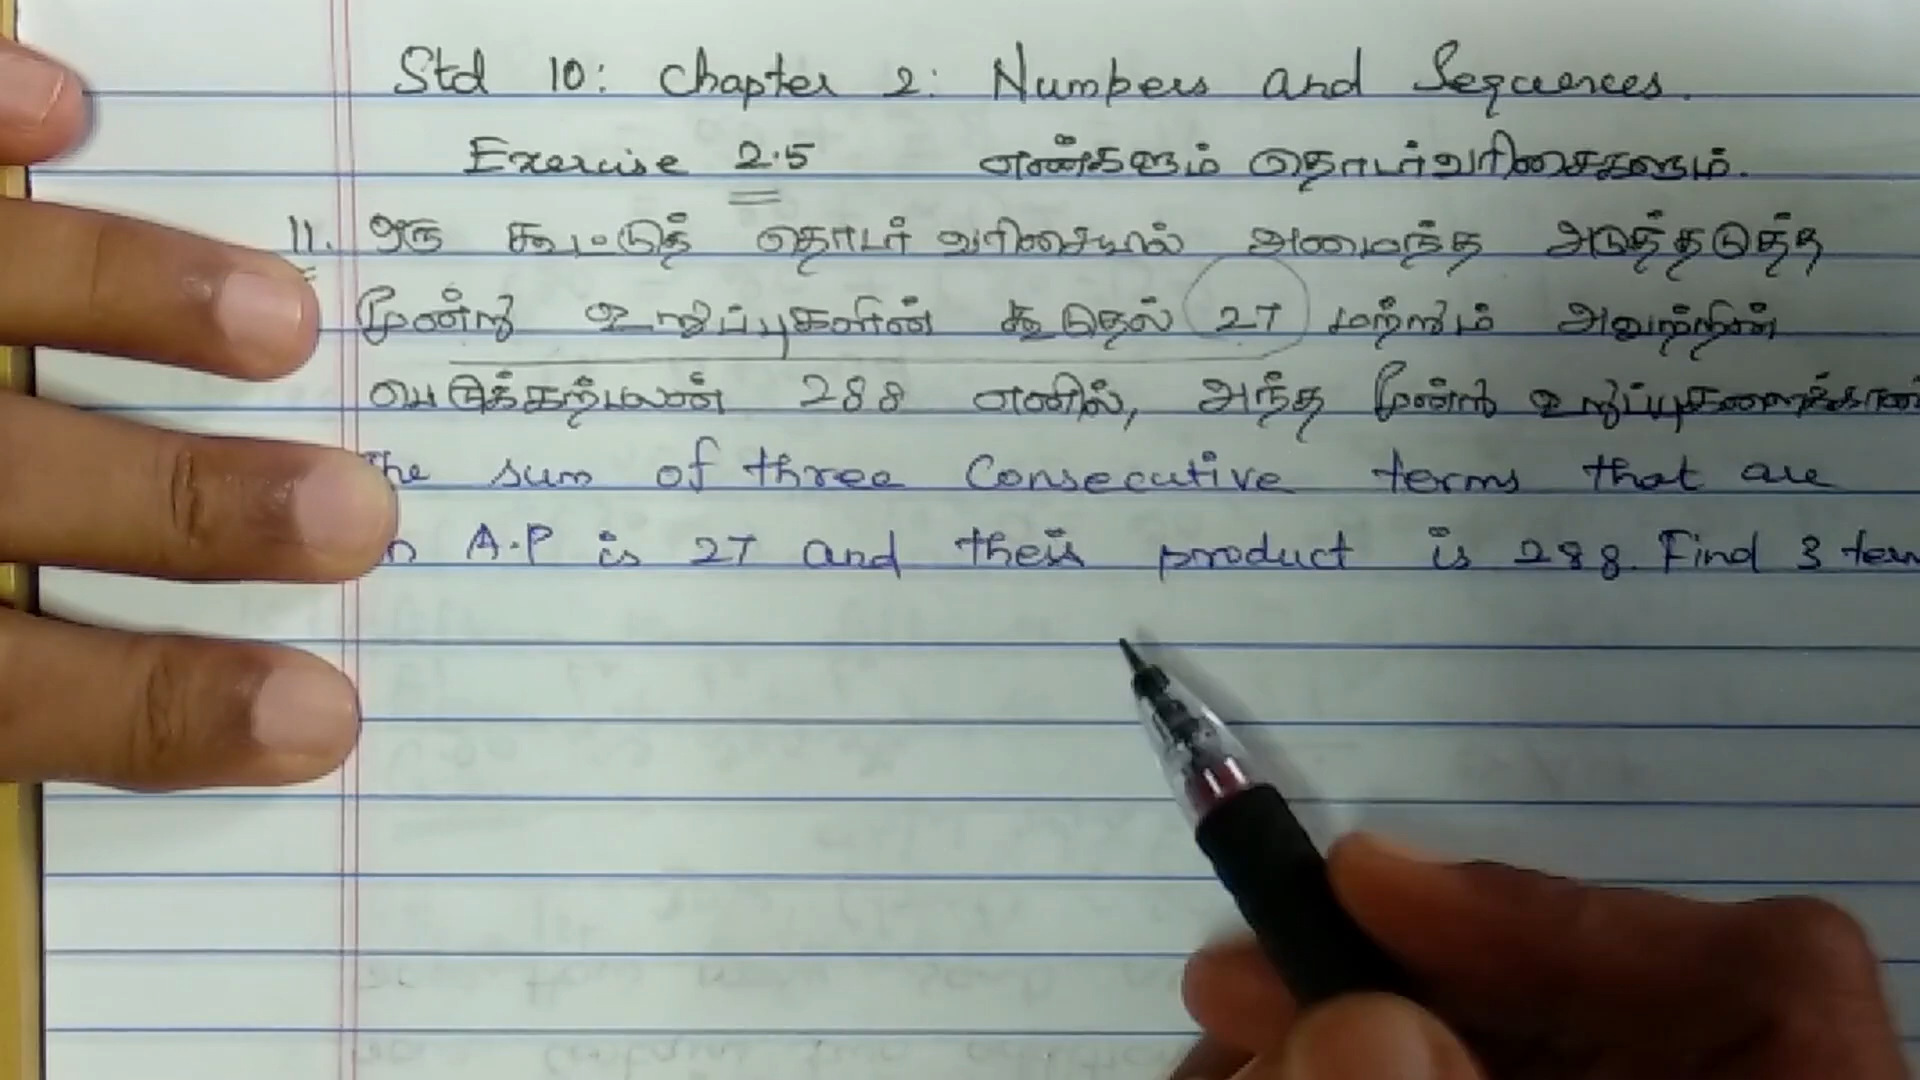 Std 10: Chapter 2: Numbers and Sequences.
Exercise 2.5 எண்களும் தொடர்வரிசைகளும்.
11. ஒரு கூட்டுத் தொடர் வரிசையில் அமைந்த அடுத்தடுத்த
மூன்று உறுப்புகளின் கூடுதல் 27 மற்றும் அவற்றின்
பெருக்கற்பலன் 288 எனில், அந்த மூன்று உறுப்புகளைக்காண்
The sum of three Consecutive terms that are
A.P is 27 and their product is 288. Find 3